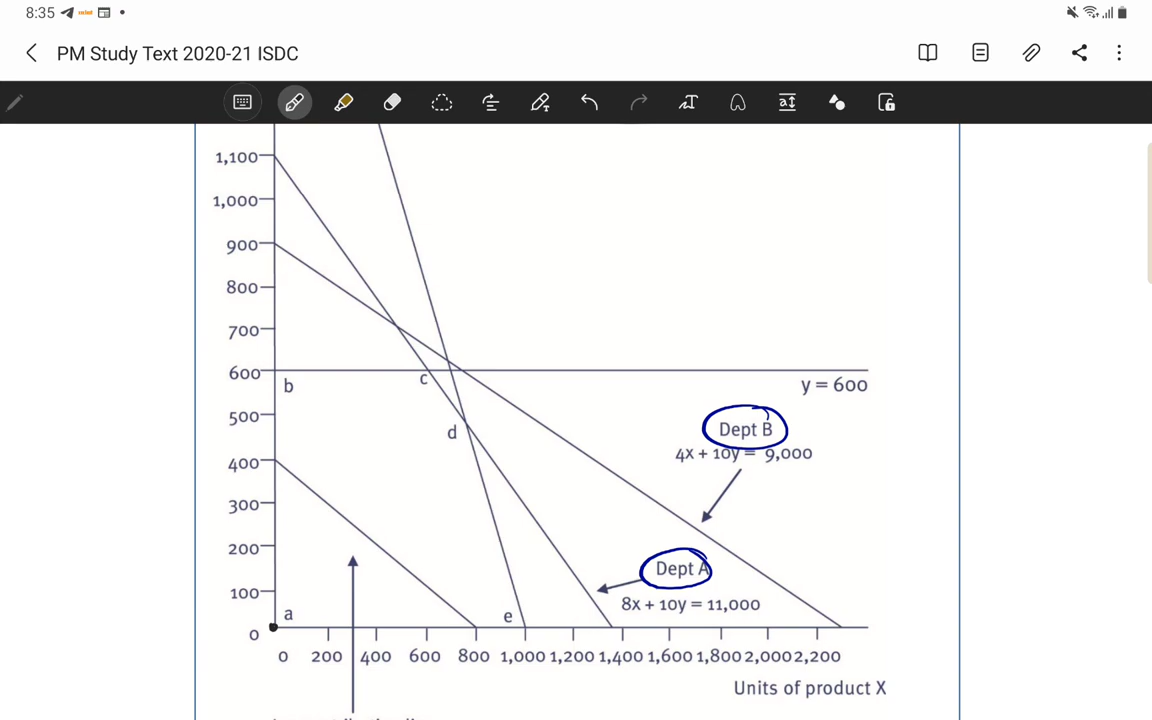 8:35
PM Study Text 2020-21 ISDC
1,100
1,000
900
800
700
600
b
c
y = 600
500
d
Dept B
4x + 10y = 9,000
400
300
200
Dept A
100
8x + 10y = 11,000
a
e
0
0 200 400 600 800 1,000 1,200 1,400 1,600 1,800 2,000 2,200
Units of product X